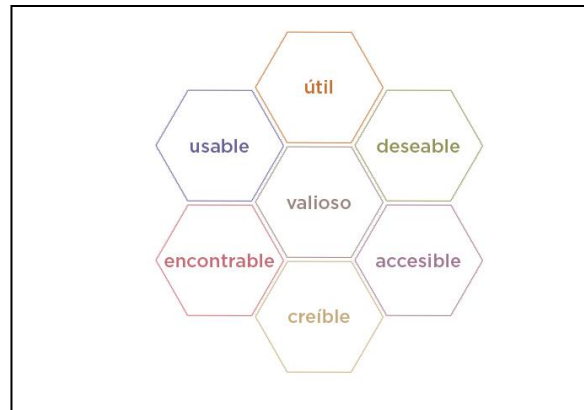 útil
usable
deseable
valioso
encontrable
accesible
creíble